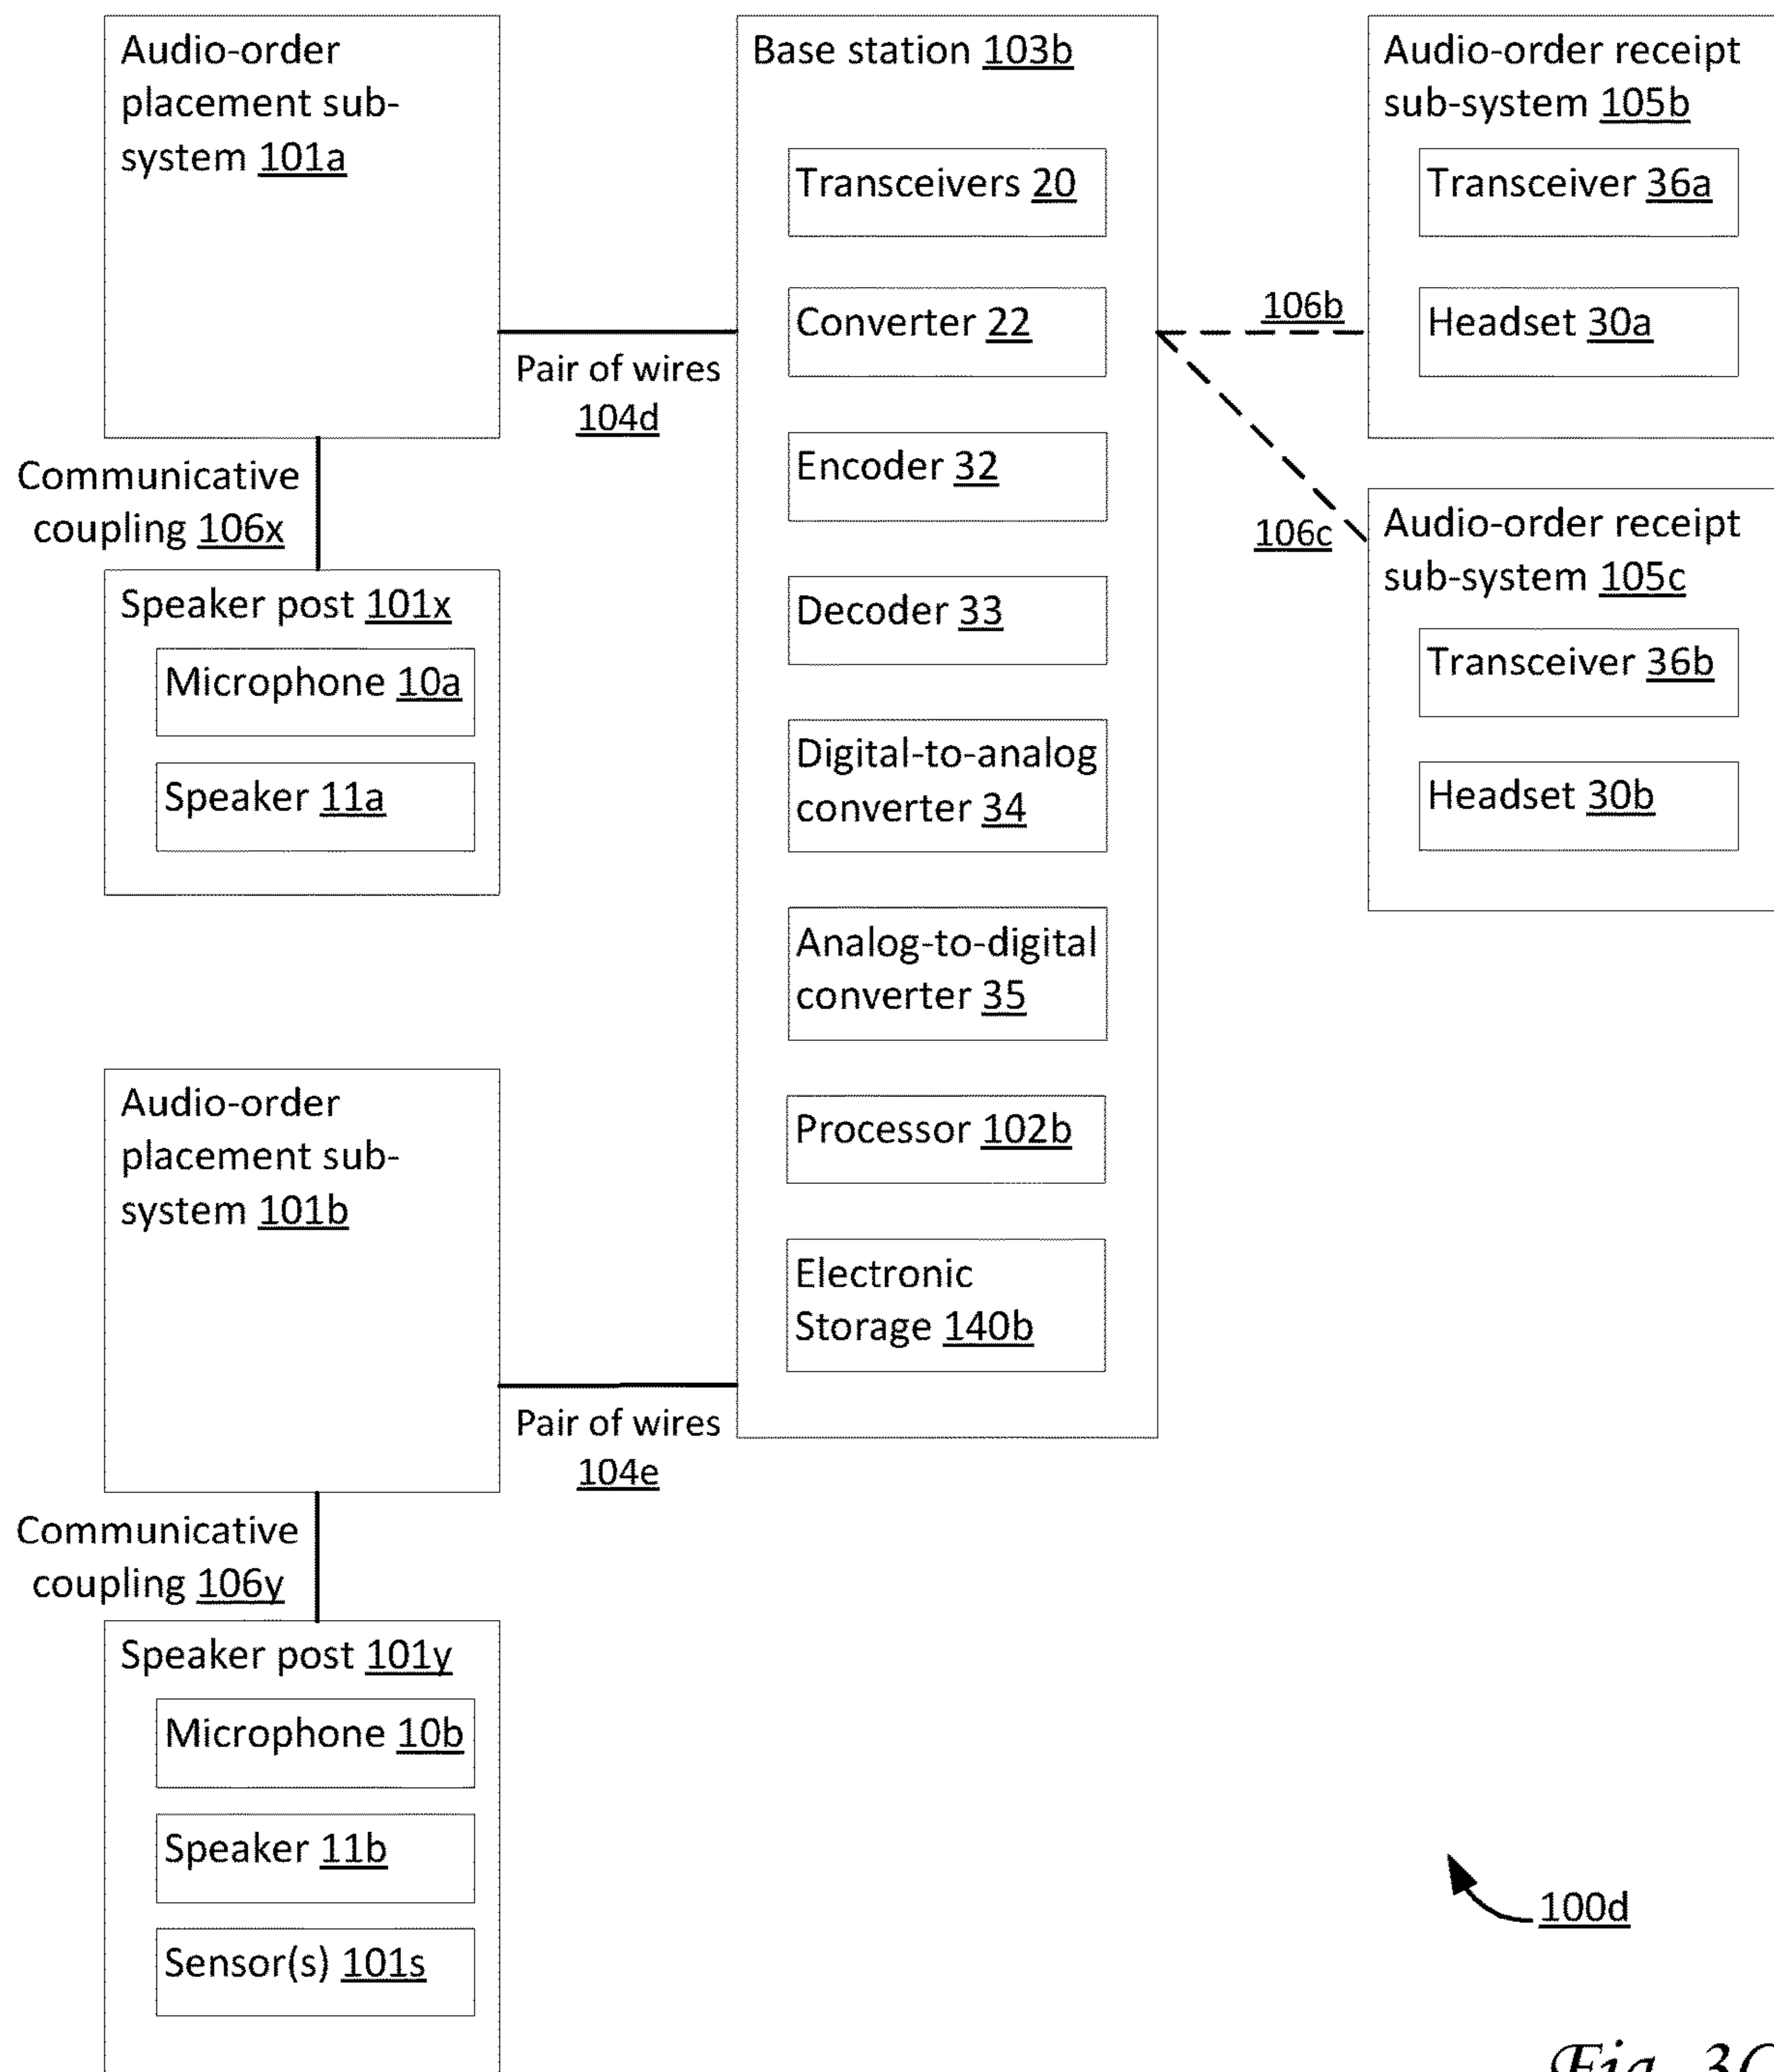 Audio-order
placement sub-
system 101a
Pair of wires
104d
Communicative
coupling 106x
Speaker post 101x
Microphone 10a
Speaker 11a
Audio-order
placement sub-
system 101b
Pair of wires
104e
Communicative
coupling 106y
Speaker post 101y
Microphone 10b
Speaker 11b
Sensor(s) 101s
Base station 103b
Transceivers 20
Converter 22
Encoder 32
Decoder 33
Digital-to-analog
converter 34
Analog-to-digital
converter 35
Processor 102b
Electronic
Storage 140b
106b
106c
Audio-order receipt
sub-system 105b
Transceiver 36a
Headset 30a
Audio-order receipt
sub-system 105c
Transceiver 36b
Headset 30b
100d
Fig.